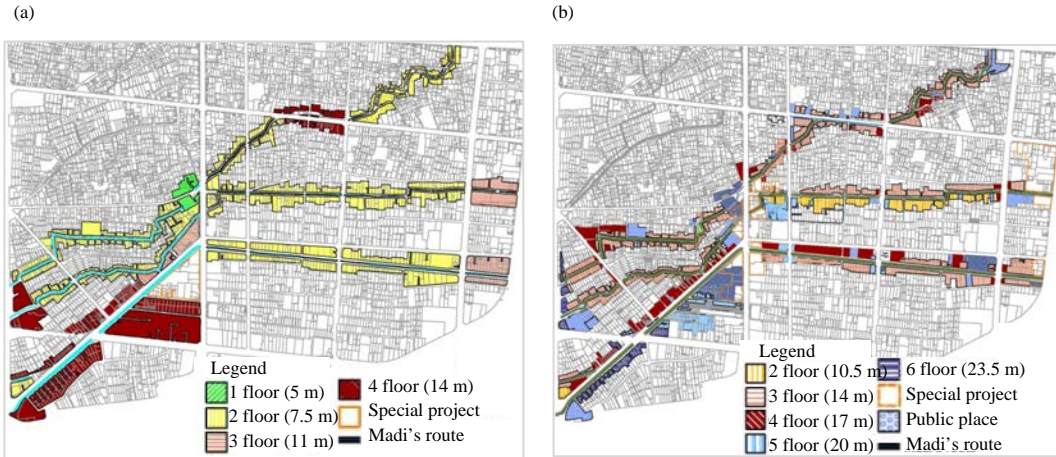 (a)
(b)
Legend
1 floor (5 m)
2 floor (7.5 m)
3 floor (11 m)
4 floor (14 m)
Special project
Madi's route
Legend
2 floor (10.5 m)
3 floor (14 m)
4 floor (17 m)
5 floor (20 m)
6 floor (23.5 m)
Special project
Public place
Madi's route